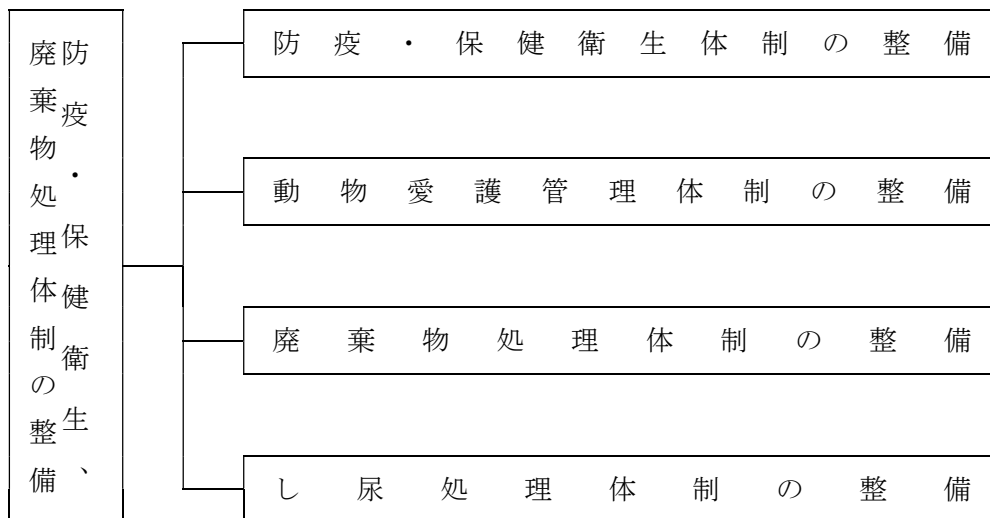 防疫・保健衛生、
廃棄物処理体制の整備
防疫・保健衛生体制の整備
動物愛護管理体制の整備
廃棄物処理体制の整備
し尿処理体制の整備